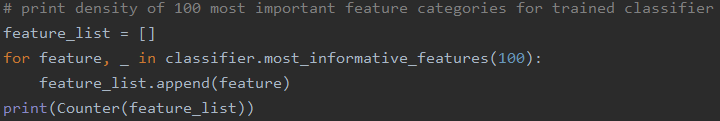 # print density of 100 most important feature categories for trained classifier
feature_list = []
for feature, _ in classifier.most_informative_features(100):
    feature_list.append(feature)
print(Counter(feature_list))